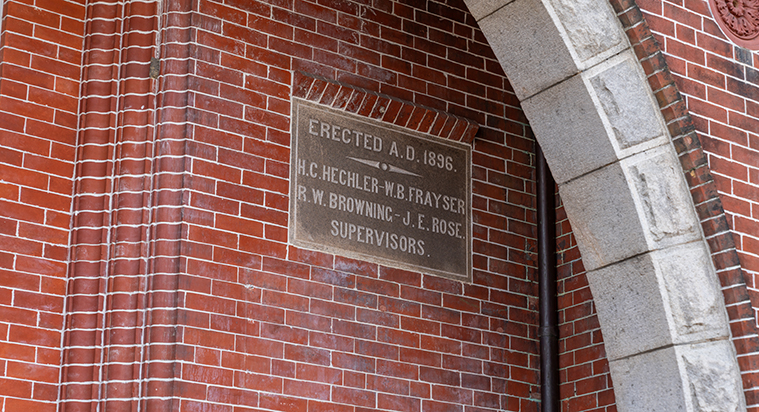 ERECTED A.D. 1896.
H.C. HECHLER-W.B. FRAYSER
R.W. BROWNING-J.E. ROSE.
SUPERVISORS.